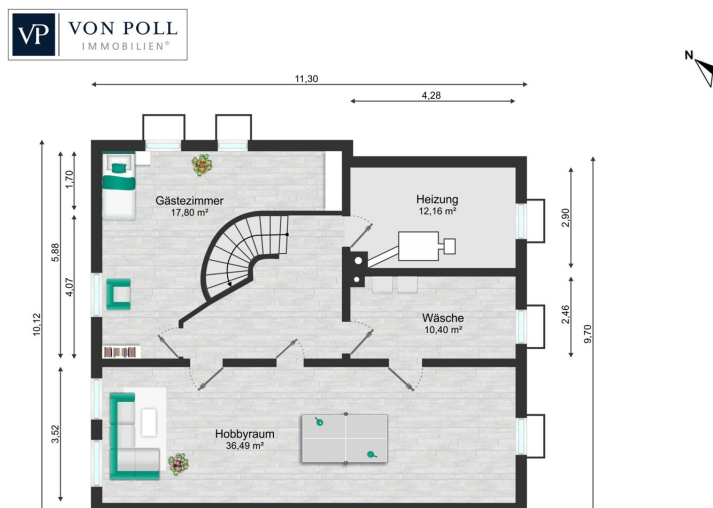 VP VON POLL
IMMOBILIEN®
N
11,30
4,28
1,70
5,88
4,07
10,12
3,52
2,90
2,46
9,70
Gästezimmer
17,80 m²
Heizung
12,16 m²
Wäsche
10,40 m²
Hobbyraum
36,49 m²